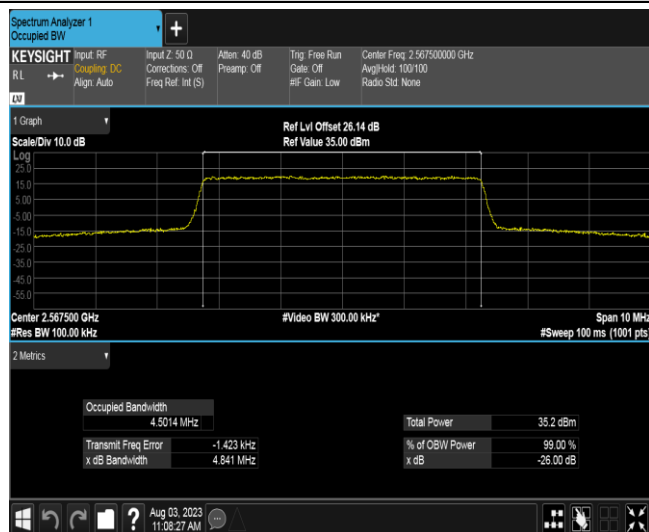 Spectrum Analyzer 1
Occupied BW
KEYSIGHT
RL
LXI
Input: RF
Coupling: DC
Align: Auto
Input Z: 50 Ω
Corrections: Off
Freq Ref: Int (S)
Atten: 40 dB
Preamp: Off
Trig: Free Run
Gate: Off
#IF Gain: Low
Center Freq: 2.567500000 GHz
Avg|Hold: 100/100
Radio Std: None
1 Graph
Scale/Div 10.0 dB
Ref Lvl Offset 26.14 dB
Ref Value 35.00 dBm
Log
25.0
15.0
5.00
-5.00
-15.0
-25.0
-35.0
-45.0
-55.0
Center 2.567500 GHz
#Res BW 100.00 kHz
#Video BW 300.00 kHz*
Span 10 MHz
#Sweep 100 ms (1001 pts)
2 Metrics
Occupied Bandwidth
4.5014 MHz
Transmit Freq Error -1.423 kHz
x dB Bandwidth 4.841 MHz
Total Power 35.2 dBm
% of OBW Power 99.00 %
x dB -26.00 dB
?
Aug 03, 2023
11:08:27 AM